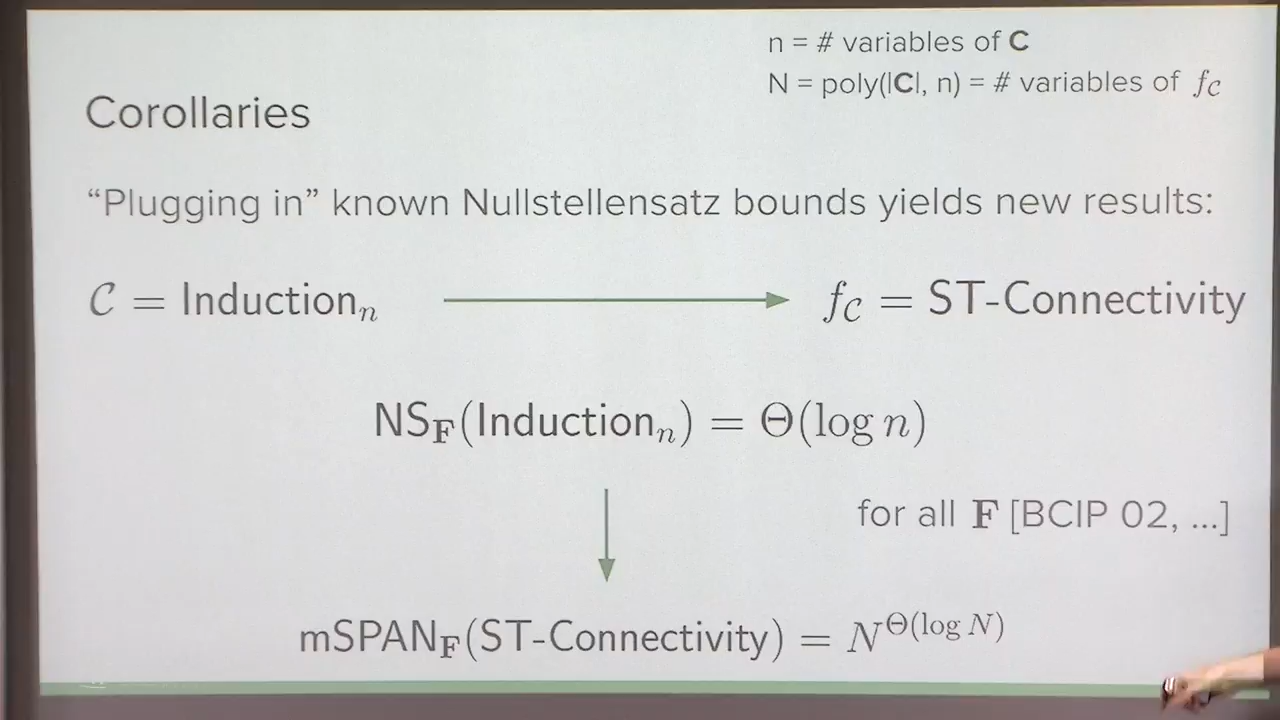 n = # variables of C
N = poly(|C|, n) = # variables of f_C
Corollaries
“Plugging in” known Nullstellensatz bounds yields new results:
𝒞 = Induction_n → f_𝒞 = ST-Connectivity
NS_𝐅(Induction_n) = Θ(log n)
for all 𝐅 [BCIP 02, ...]
mSPAN_𝐅(ST-Connectivity) = N^{Θ(log N)}